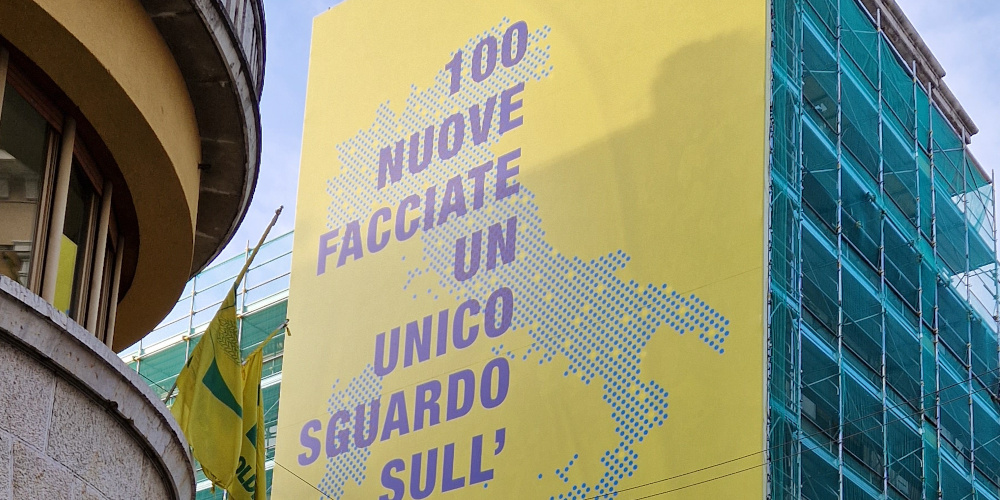 100
NUOVE
FACCIATE
UN
UNICO
SGUARDO
SULL'